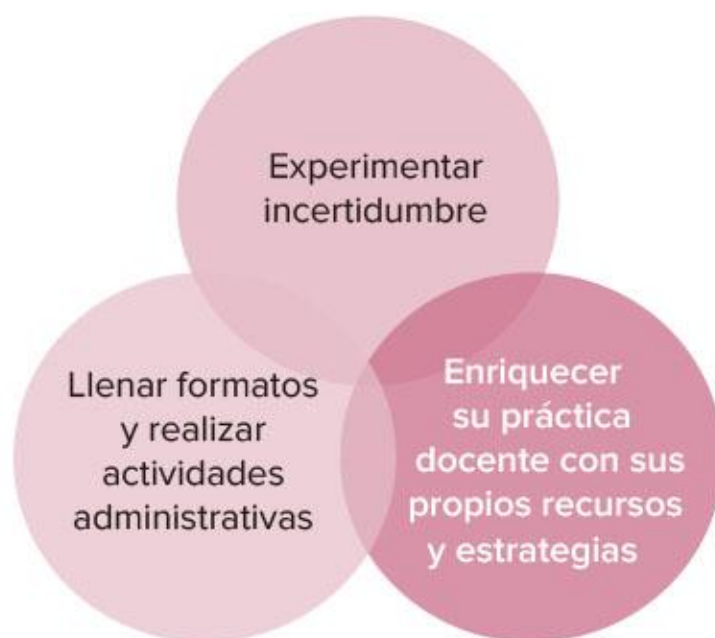 Experimentar
incertidumbre
Llenar formatos
y realizar
actividades
administrativas
Enriquecer
su práctica
docente con sus
propios recursos
y estrategias